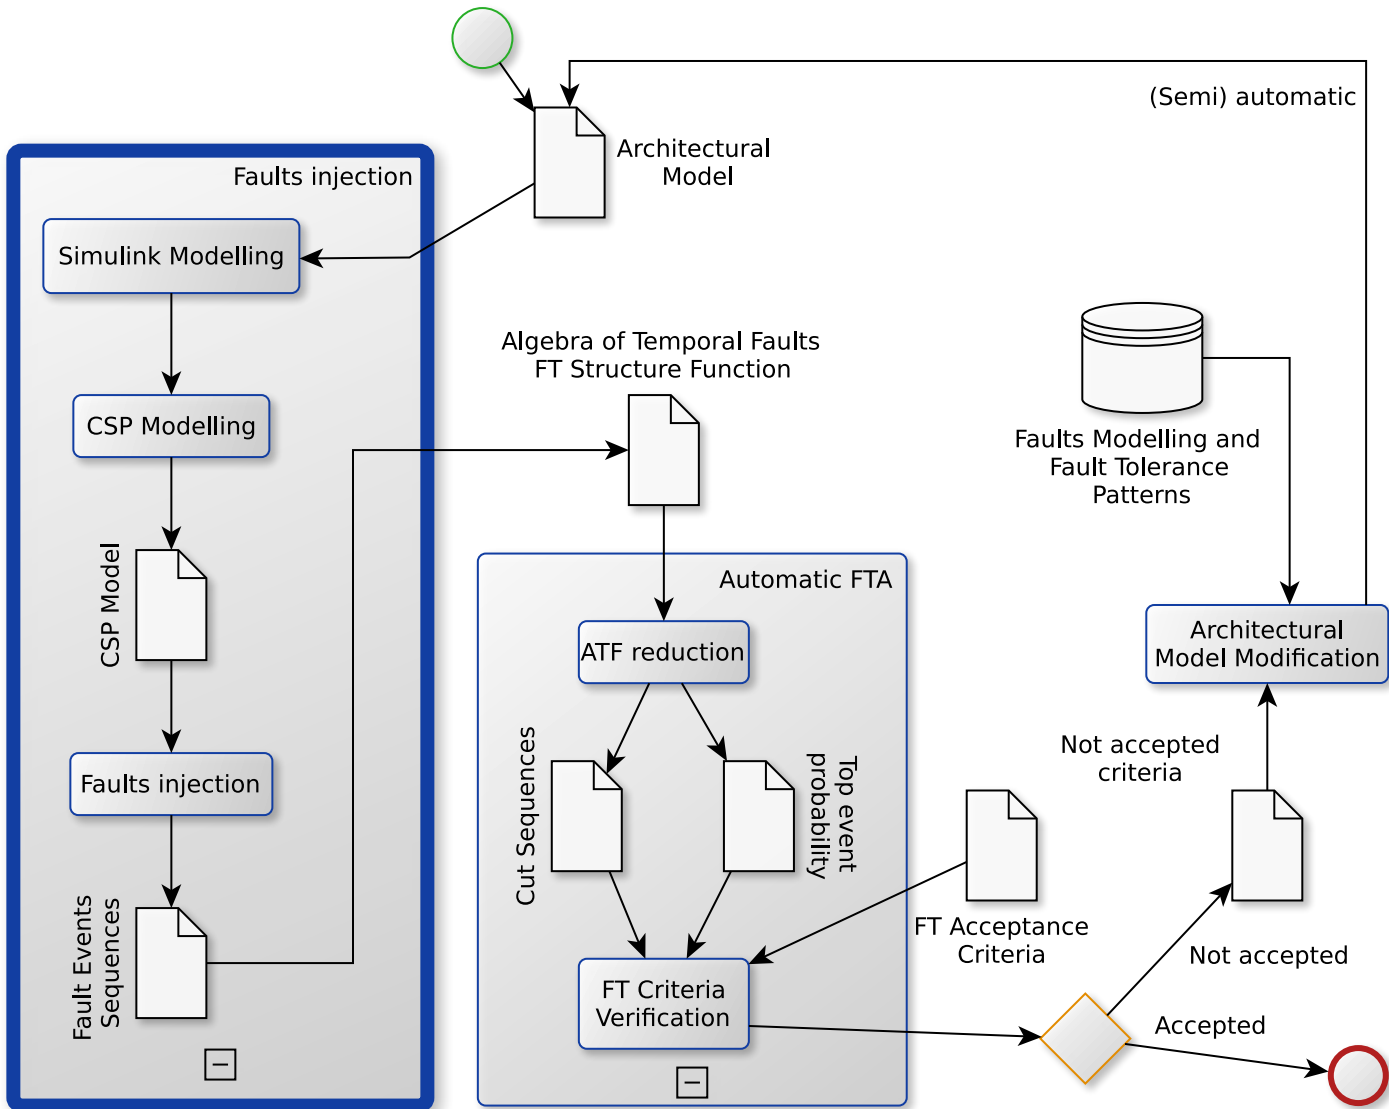 (Semi) automatic
Architectural
Model
Faults injection
Simulink Modelling
CSP Modelling
CSP Model
Faults injection
Fault Events
Sequences
Algebra of Temporal Faults
FT Structure Function
Automatic FTA
ATF reduction
Cut Sequences
Top event
probability
FT Criteria
Verification
FT Acceptance
Criteria
Faults Modelling and
Fault Tolerance
Patterns
Architectural
Model Modification
Not accepted
criteria
Not accepted
Accepted